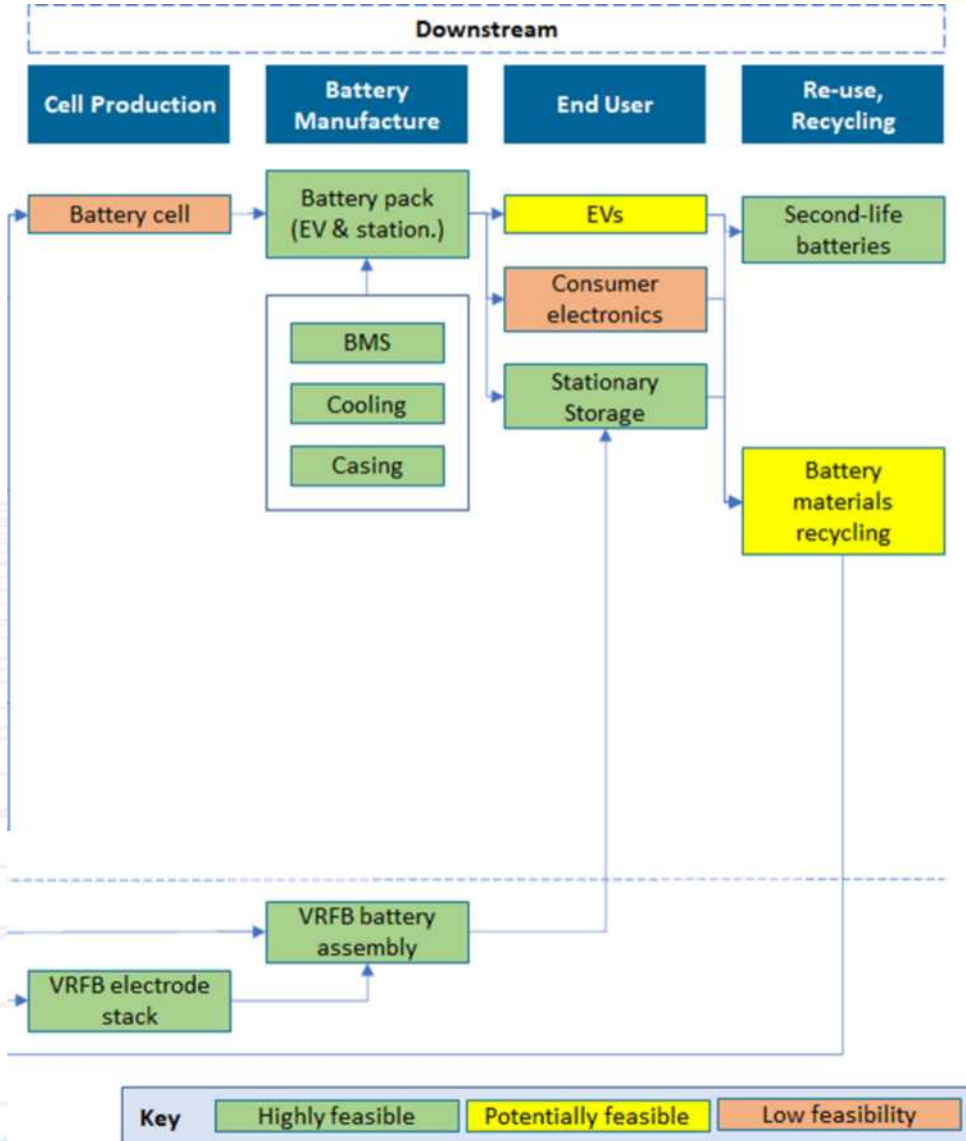 Downstream
Cell Production
Battery
Manufacture
End User
Re-use,
Recycling
Battery cell
Battery pack
(EV & station.)
EVs
Second-life
batteries
Consumer
electronics
BMS
Cooling
Casing
Stationary
Storage
Battery
materials
recycling
VRFB battery
assembly
VRFB electrode
stack
Key
Highly feasible
Potentially feasible
Low feasibility